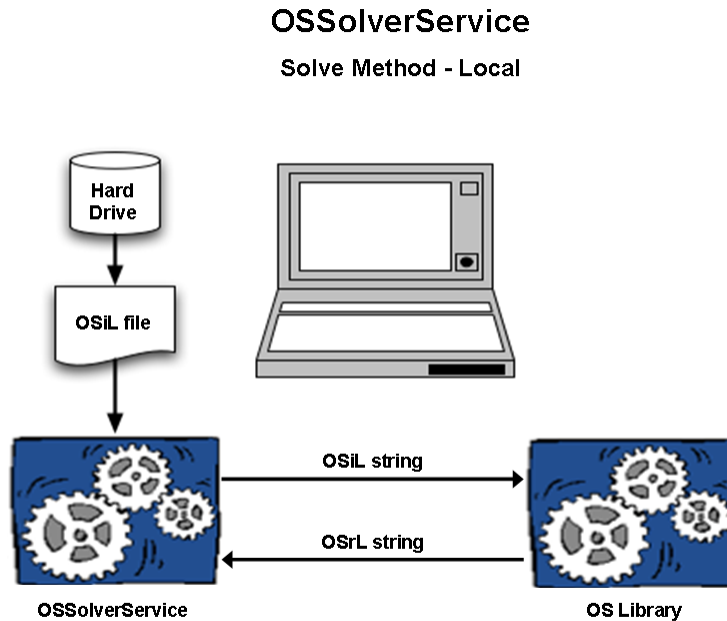 OSSolverService
Solve Method - Local
Hard
Drive
OSiL file
OSiL string
OSrL string
OSSolverService
OS Library